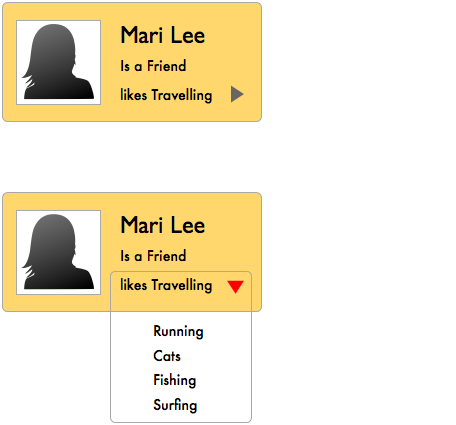 Mari Lee
Is a Friend
likes Travelling
Mari Lee
Is a Friend
likes Travelling
Running
Cats
Fishing
Surfing